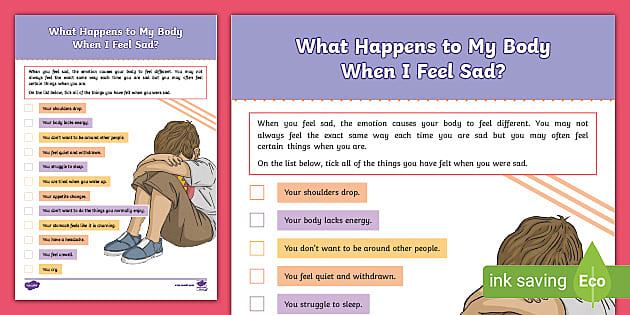 What Happens to My Body
When I Feel Sad?
When you feel sad, the emotion causes your body to feel different. You may not
always feel the exact same way each time you are sad but you may often feel
certain things when you are.
On the list below, tick all of the things you have felt when you were sad.
Your shoulders drop.
Your body lacks energy.
You don't want to be around other people.
You feel quiet and withdrawn.
You struggle to sleep.
You are tired when you wake up.
Your appetite changes.
You don't want to do the things you normally enjoy.
Your stomach feels like it is churning.
You have a headache.
You feel unwell.
You cry.
What Happens to My Body
When I Feel Sad?
When you feel sad, the emotion causes your body to feel different. You may not
always feel the exact same way each time you are sad but you may often feel
certain things when you are.
On the list below, tick all of the things you have felt when you were sad.
Your shoulders drop.
Your body lacks energy.
You don't want to be around other people.
You feel quiet and withdrawn.
You struggle to sleep.
ink saving
Eco